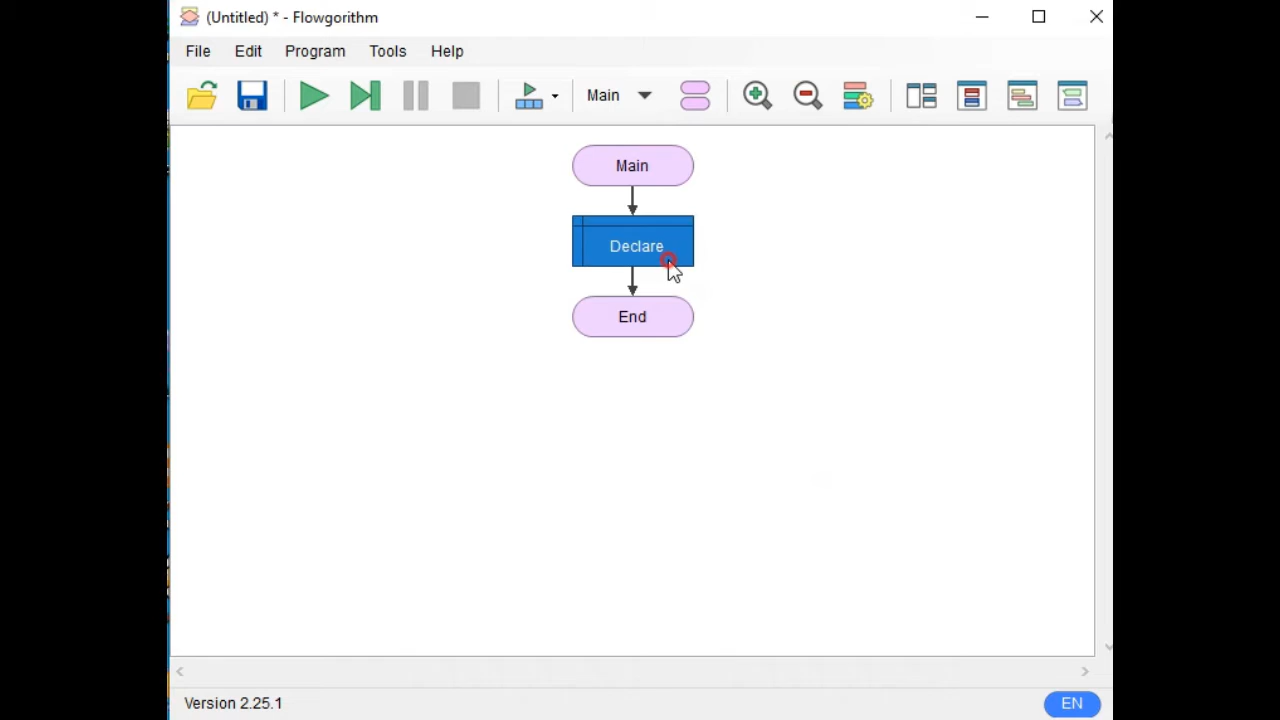 (Untitled) * - Flowgorithm
File Edit Program Tools Help
Main
Main
Declare
End
Version 2.25.1
EN